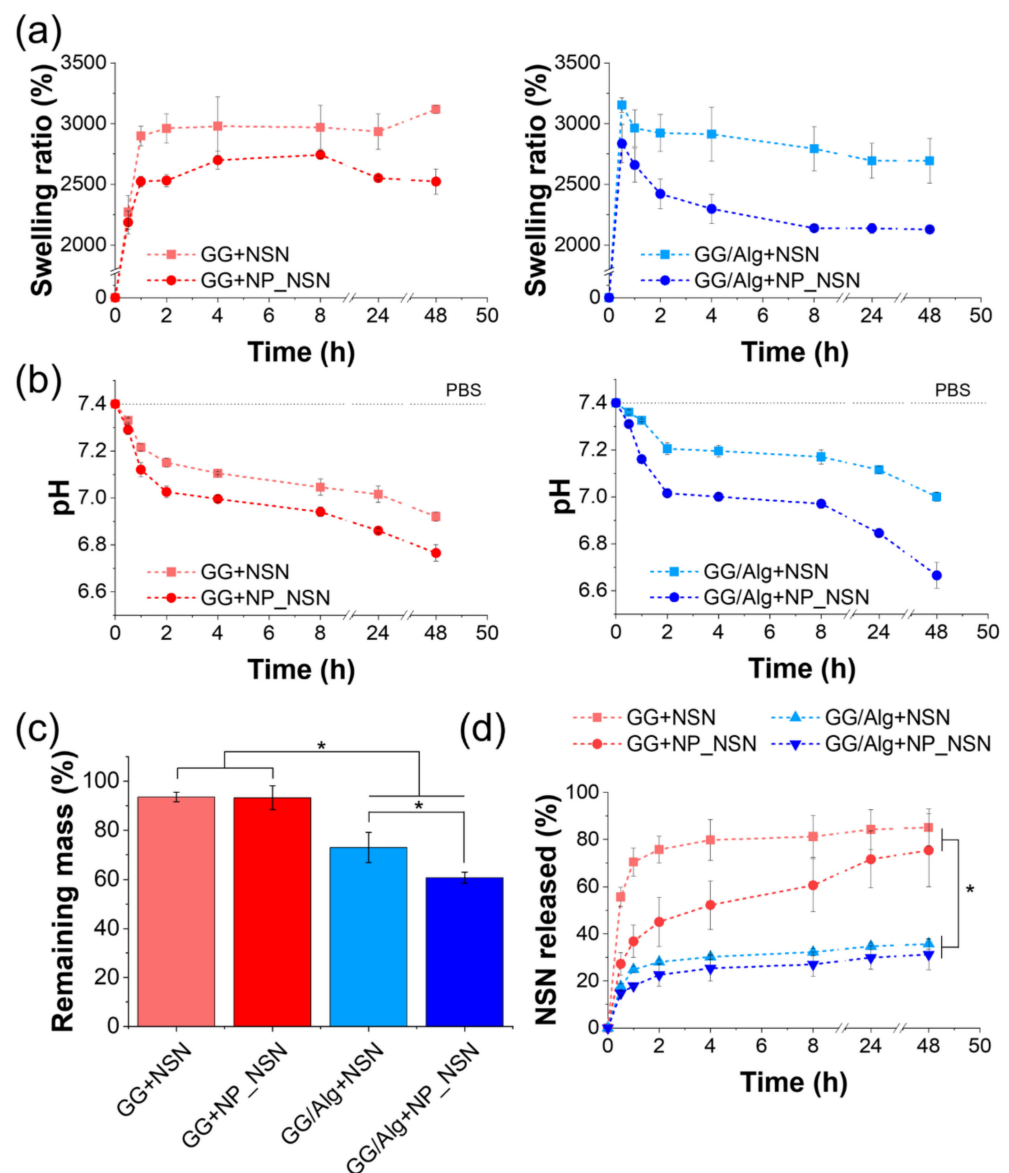 (a)
3500
3000
2500
2000
0
Swelling ratio (%)
GG+NSN
GG+NP_NSN
0 2 4 6 8 24 48 50
Time (h)
3500
3000
2500
2000
0
Swelling ratio (%)
GG/Alg+NSN
GG/Alg+NP_NSN
0 2 4 6 8 24 48 50
Time (h)
(b)
PBS
7.4
7.2
7.0
6.8
6.6
pH
GG+NSN
GG+NP_NSN
0 2 4 6 8 24 48 50
Time (h)
PBS
7.4
7.2
7.0
6.8
6.6
pH
GG/Alg+NSN
GG/Alg+NP_NSN
0 2 4 6 8 24 48 50
Time (h)
(c)
*
*
100
80
60
40
20
0
Remaining mass (%)
GG+NSN
GG+NP_NSN
GG/Alg+NSN
GG/Alg+NP_NSN
(d)
GG+NSN GG/Alg+NSN
GG+NP_NSN GG/Alg+NP_NSN
100
80
60
40
20
0
NSN released (%)
*
0 2 4 6 8 24 48 50
Time (h)